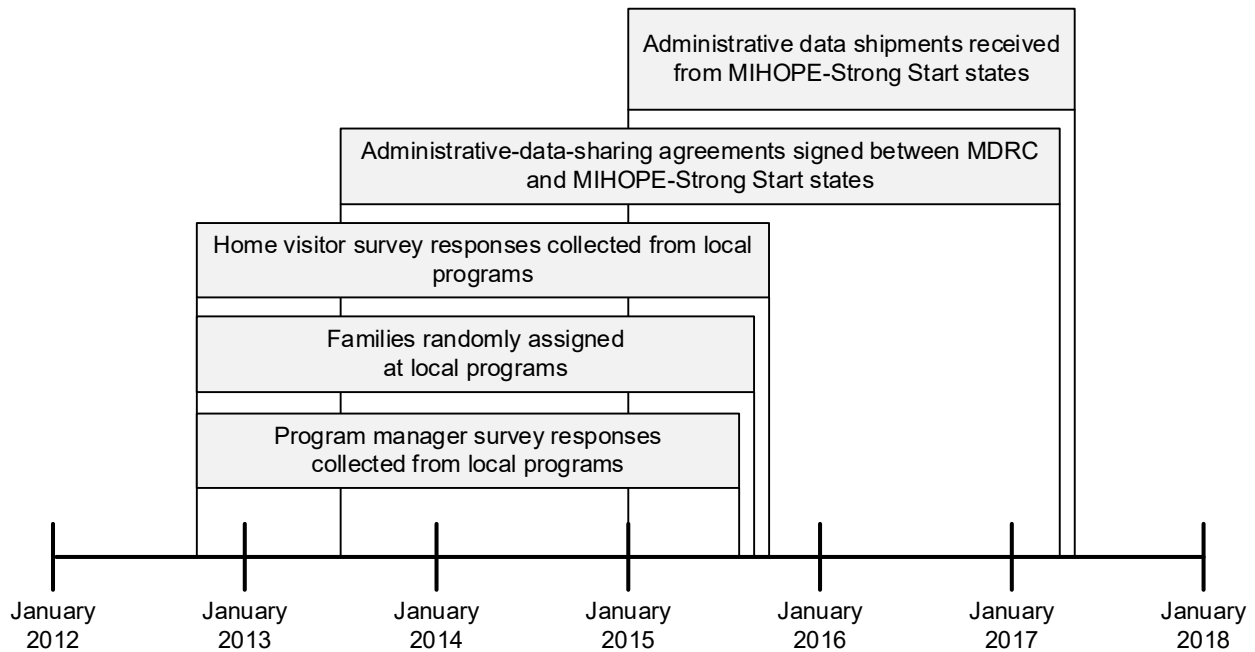 Administrative data shipments received
from MIHOPE-Strong Start states
Administrative-data-sharing agreements signed between MDRC
and MIHOPE-Strong Start states
Home visitor survey responses collected from local
programs
Families randomly assigned
at local programs
Program manager survey responses
collected from local programs
January
2012
January
2013
January
2014
January
2015
January
2016
January
2017
January
2018